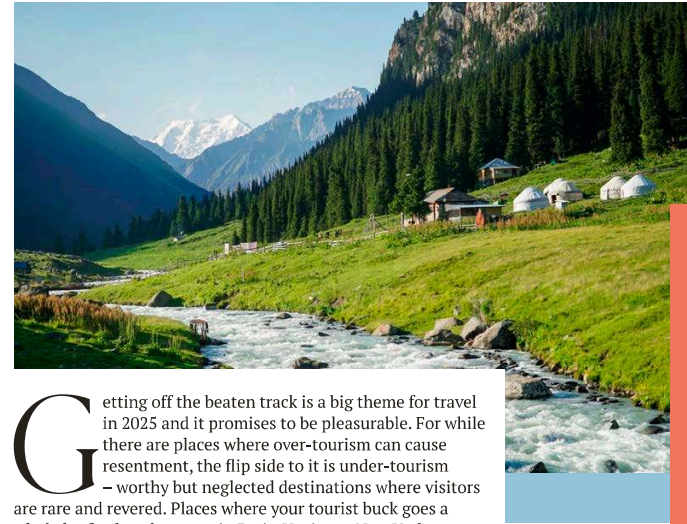 Getting off the beaten track is a big theme for travel
in 2025 and it promises to be pleasurable. For while
there are places where over-tourism can cause
resentment, the flip side to it is under-tourism
– worthy but neglected destinations where visitors
are rare and revered. Places where your tourist buck goes a